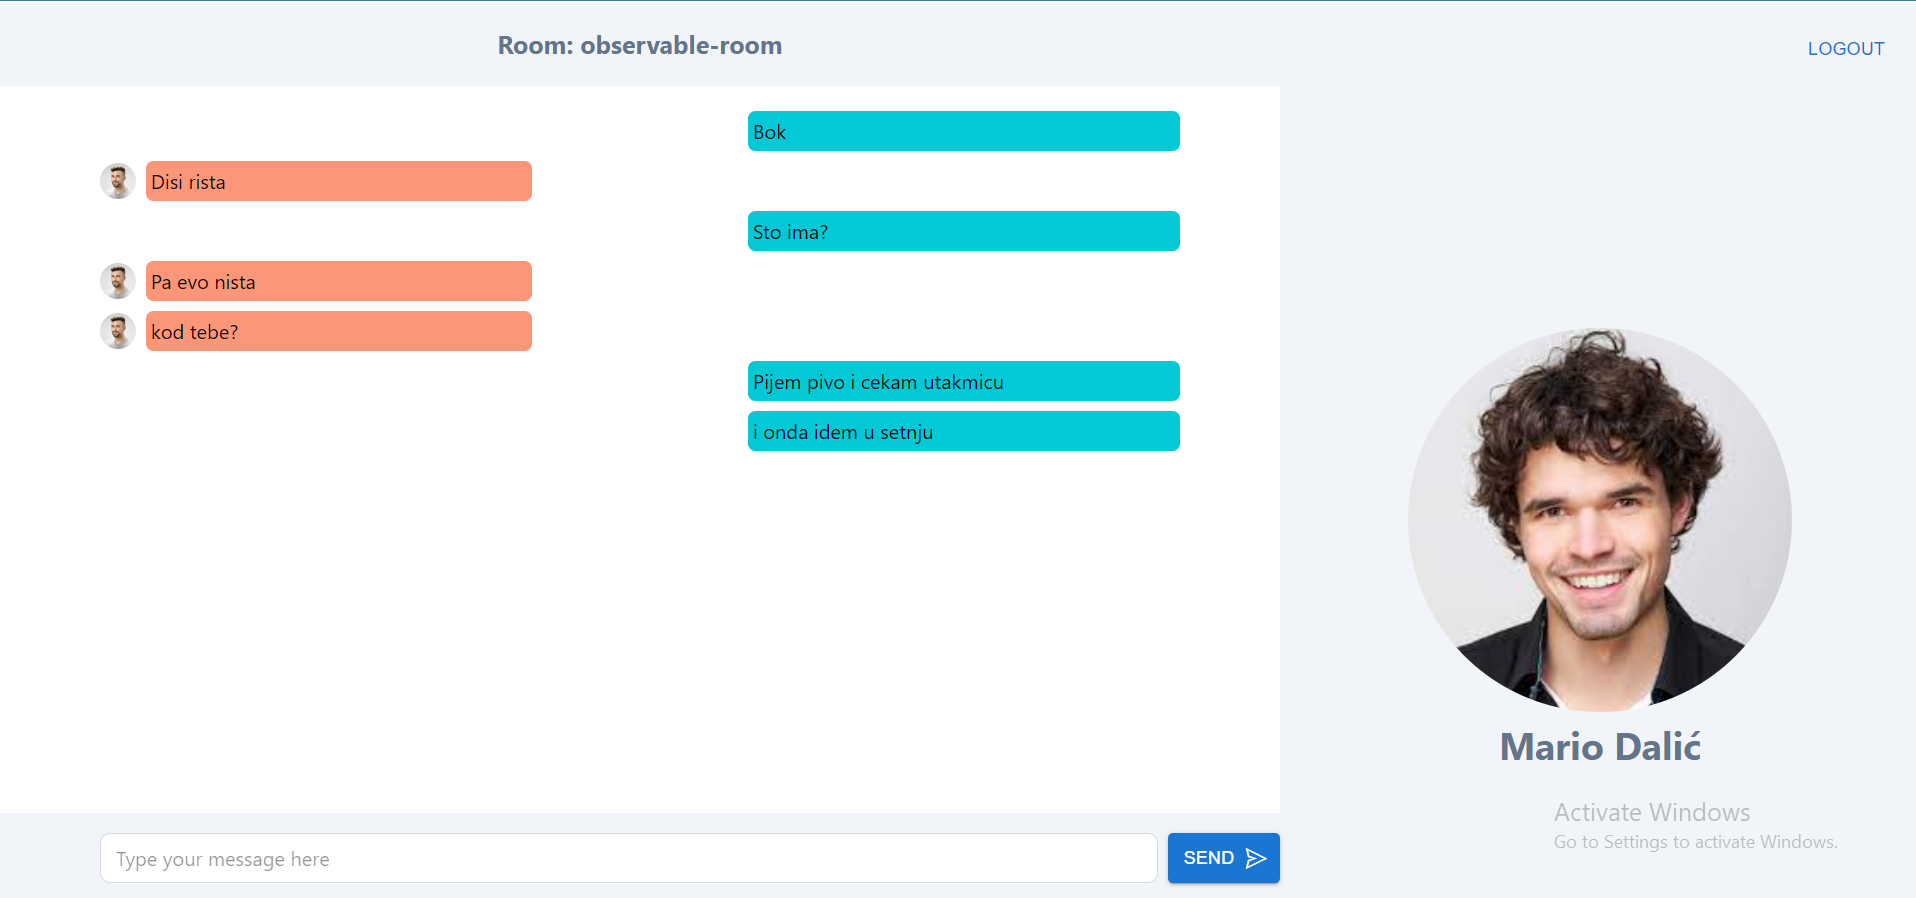 Room: observable-room
LOGOUT
Bok
Disi rista
Sto ima?
Pa evo nista
kod tebe?
Pijem pivo i cekam utakmicu
i onda idem u setnju
Mario Dalić
Activate Windows
Go to Settings to activate Windows.
Type your message here
SEND